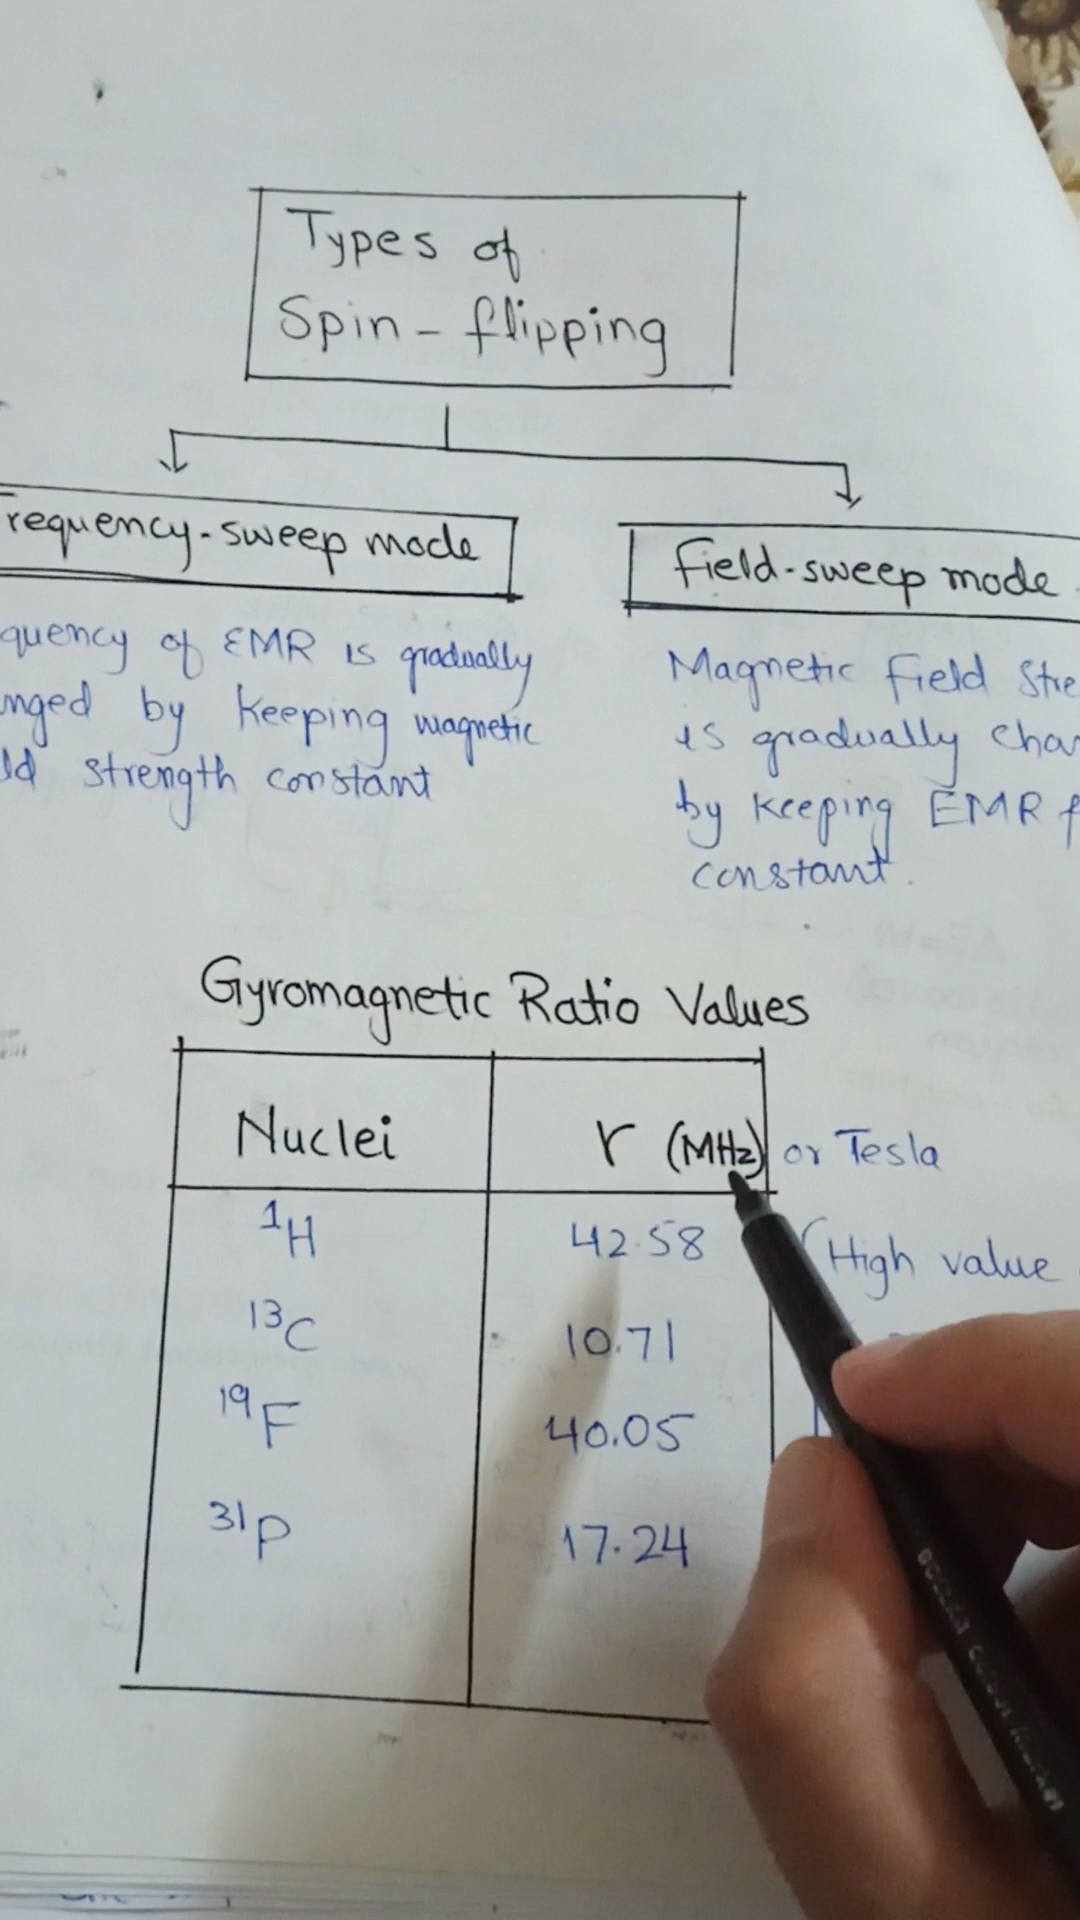 Types of
Spin - flipping
requency-sweep mode
field-sweep mode
quency of EMR is gradually
nged by keeping magnetic
ld strength constant
Magnetic field Stre
is gradually cha
by keeping EMR f
constant.
Gyromagnetic Ratio Values
Nuclei r (MHz) or Tesla
¹H 42.58 (High value
¹³C 10.71
¹⁹F 40.05
³¹P 17.24